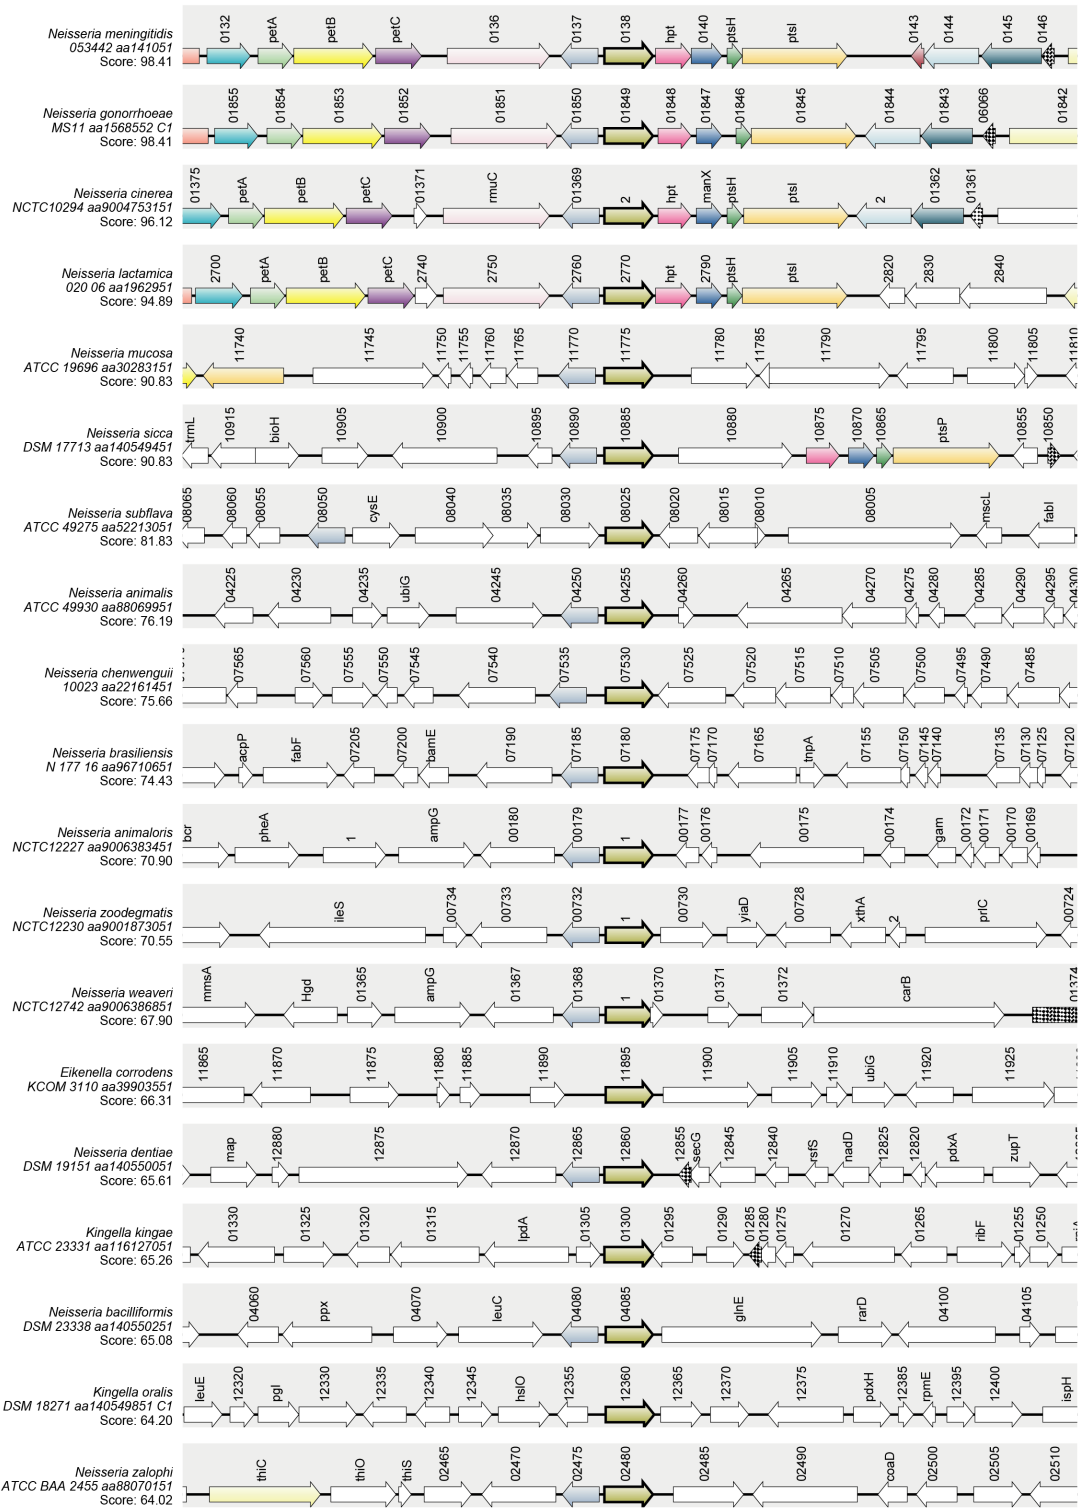 0132 petA petB petC 0136 0137 0138 hpt 0140 ptsH ptsI 0143 0144 0145 0146
Neisseria meningitidis
053442 aa141051
Score: 98.41
01855 01854 01853 01852 01851 01850 01849 01848 01847 01846 01845 01844 01843 06066 01842
Neisseria gonorrhoeae
MS11 aa1568552 C1
Score: 98.41
01375 petA petB petC 01371 rmuC 01369 2 hpt manX ptsH ptsI 2 01362 01361
Neisseria cinerea
NCTC10294 aa9004753151
Score: 96.12
2700 petA petB petC 2740 2750 2760 2770 hpt 2790 ptsH ptsI 2820 2830 2840
Neisseria lactamica
020 06 aa1962951
Score: 94.89
11740 11745 11750 11755 11760 11765 11770 11775 11780 11785 11790 11795 11800 11805 11810
Neisseria mucosa
ATCC 19696 aa30283151
Score: 90.83
trmL 10915 bioH 10905 10900 10895 10890 10885 10880 10875 10870 10865 ptsP 10855 10850
Neisseria sicca
DSM 17713 aa140549451
Score: 90.83
08065 08060 08055 08050 cysE 08040 08035 08030 08025 08020 08015 08010 08005 mscL fabI
Neisseria subflava
ATCC 49275 aa52213051
Score: 81.83
04225 04230 04235 ubiG 04245 04250 04255 04260 04265 04270 04275 04280 04285 04290 04295 04300
Neisseria animalis
ATCC 49930 aa88069951
Score: 76.19
07565 07560 07555 07550 07545 07540 07535 07530 07525 07520 07515 07510 07505 07500 07495 07490 07485
Neisseria chenwenguii
10023 aa22161451
Score: 75.66
acpP fabF 07205 07200 bamE 07190 07185 07180 07175 07170 07165 tnpA 07155 07150 07145 07140 07135 07130 07125 07120
Neisseria brasiliensis
N 177 16 aa96710651
Score: 74.43
bcr pheA 1 ampG 00180 00179 1 00177 00176 00175 00174 gam 00172 00171 00170 00169
Neisseria animaloris
NCTC12227 aa9006383451
Score: 70.90
ileS 00734 00733 00732 1 00730 yiaD 00728 xthA 2 prlC 00724
Neisseria zoodegmatis
NCTC12230 aa9001873051
Score: 70.55
mmsA Hgd 01365 ampG 01367 01368 1 01370 01371 01372 carB 01374
Neisseria weaveri
NCTC12742 aa9006386851
Score: 67.90
11865 11870 11875 11880 11885 11890 11895 11900 11905 11910 ubiG 11920 11925
Eikenella corrodens
KCOM 3110 aa39903551
Score: 66.31
map 12880 12875 12870 12865 12860 12855 secG 12845 12840 rsfS nadD 12825 12820 pdxA zupT
Neisseria dentiae
DSM 19151 aa140550051
Score: 65.61
01330 01325 01320 01315 lpdA 01305 01300 01295 01290 01285 01280 01275 01270 01265 ribF 01255 01250
Kingella kingae
ATCC 23331 aa116127051
Score: 65.26
04060 ppx 04070 leuC 04080 04085 glnE rarD 04100 04105
Neisseria bacilliformis
DSM 23338 aa140550251
Score: 65.08
leuE 12320 pgl 12330 12335 12340 12345 hslO 12355 12360 12365 12370 12375 pdxH 12385 rpmE 12395 12400 ispH
Kingella oralis
DSM 18271 aa140549851 C1
Score: 64.20
thiC thiO thiS 02465 02470 02475 02480 02485 02490 coaD 02500 02505 02510
Neisseria zalophi
ATCC BAA 2455 aa88070151
Score: 64.02